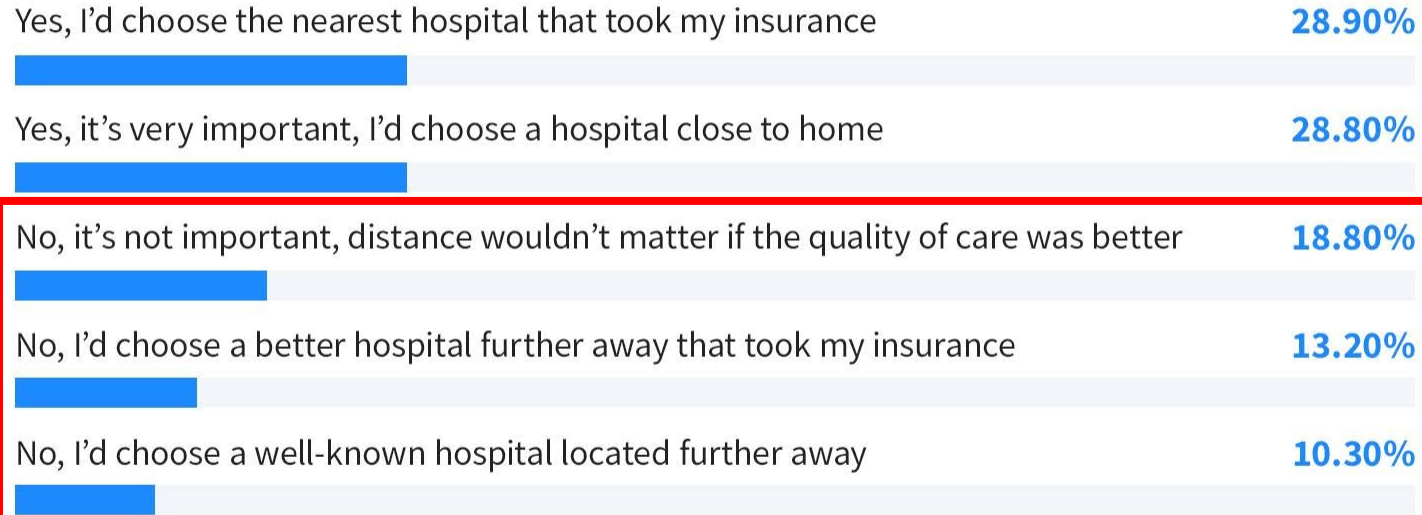 Yes, I’d choose the nearest hospital that took my insurance 28.90%
Yes, it’s very important, I’d choose a hospital close to home 28.80%
No, it’s not important, distance wouldn’t matter if the quality of care was better 18.80%
No, I’d choose a better hospital further away that took my insurance 13.20%
No, I’d choose a well-known hospital located further away 10.30%